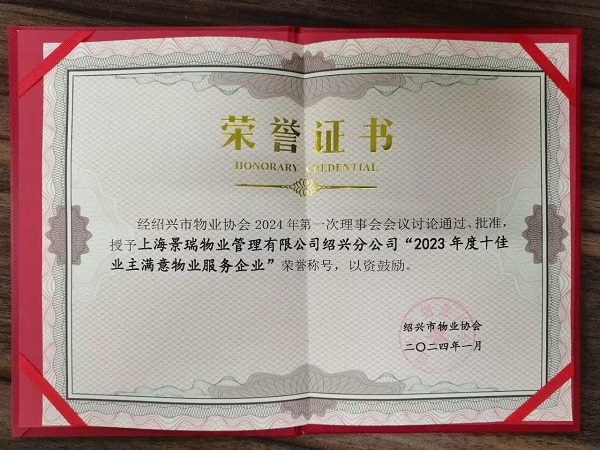 荣誉证书
HONORARY CREDENTIAL
经绍兴市物业协会2024年第一次理事会会议讨论通过、批准,
授予上海景瑞物业管理有限公司绍兴分公司“2023年度十佳
业主满意物业服务企业”荣誉称号，以资鼓励。
绍兴市物业协会
二〇二四年一月